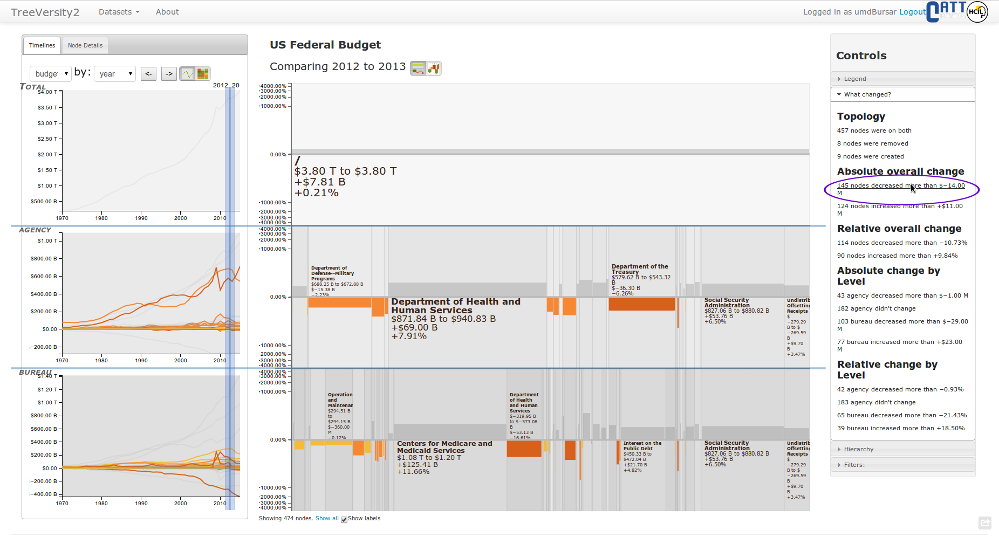 TreeVersity2
Datasets
About
Logged in as umdBursar Logout
CATT
LABORATORY
HCIL
Timelines
Node Details
budge
by:
year
<-
->
2012 20
TOTAL
$4.00 T
$3.50 T
$3.00 T
$2.50 T
$2.00 T
$1.50 T
$1.00 T
$500.00 B
1970 1980 1990 2000 2010
AGENCY
$1.00 T
$800.00 B
$600.00 B
$400.00 B
$200.00 B
$0.00
$−200.00 B
1970 1980 1990 2000 2010
BUREAU
$1.40 T
$1.20 T
$1.00 T
$800.00 B
$600.00 B
$400.00 B
$200.00 B
$0.00
$−200.00 B
$−400.00 B
1970 1980 1990 2000 2010
US Federal Budget
Comparing 2012 to 2013
+4000.00%
+3000.00%
+2000.00%
+1000.00%
0.00%
-1000.00%
-2000.00%
-3000.00%
-4000.00%
/
$3.80 T to $3.80 T
+$7.81 B
+0.21%
+4000.00%
+3000.00%
+2000.00%
+1000.00%
0.00%
-1000.00%
-2000.00%
-3000.00%
-4000.00%
Department of
Defense--Military
Programs
$688.25 B to $672.88 B
$−15.38 B
−2.23%
Department of Health and
Human Services
$871.84 B to $940.83 B
+$69.00 B
+7.91%
Department of the
Treasury
$579.62 B to $543.32
B
$−36.30 B
−6.26%
Social Security
Administration
$827.06 B to $880.82 B
+$53.76 B
+6.50%
Undistrib
Offsetting
Receipts
$
−279.29
B to $
−269.59
B
+$9.70
B
+3.47%
+4000.00%
+3000.00%
+2000.00%
+1000.00%
0.00%
-1000.00%
-2000.00%
-3000.00%
-4000.00%
Operation
and
Maintenan
$294.51 B
to
$294.15 B
$−360.00
M
−0.12%
Centers for Medicare and
Medicaid Services
$1.08 T to $1.20 T
+$125.41 B
+11.66%
Department
of Health
and Human
Services
$−319.95 B
to $−373.08
B
$−53.13 B
−16.61%
Interest on the
Public Debt
$450.33 B to
$472.04 B
+$21.70 B
+4.82%
Social Security
Administration
$827.06 B to $880.82 B
+$53.76 B
+6.50%
Undistrib
Offsetting
Receipts
$
−279.29
B to $
−269.59
B
+$9.70
B
+3.47%
Showing 474 nodes. Show all Show labels
Controls
Legend
What changed?
Topology
457 nodes were on both
8 nodes were removed
9 nodes were created
Absolute overall change
145 nodes decreased more than $−14.00
M
124 nodes increased more than +$11.00
M
Relative overall change
114 nodes decreased more than −10.73%
90 nodes increased more than +9.84%
Absolute change by
Level
43 agency decreased more than $−1.00 M
182 agency didn't change
103 bureau decreased more than $−29.00
M
77 bureau increased more than +$23.00
M
Relative change by
Level
42 agency decreased more than −0.93%
183 agency didn't change
65 bureau decreased more than −21.43%
39 bureau increased more than +18.50%
Hierarchy
Filters: